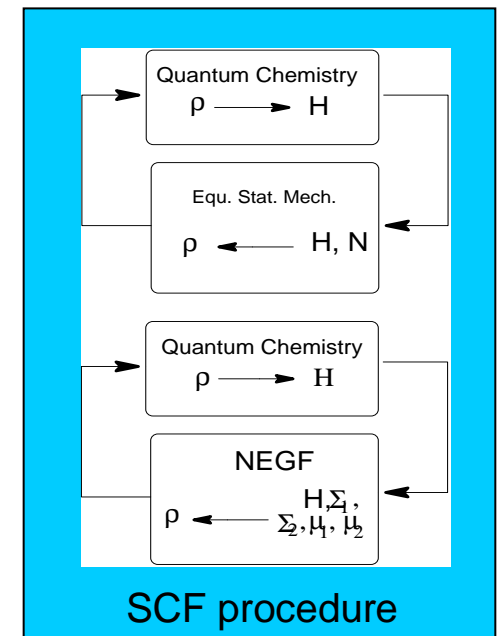 Quantum Chemistry
ρ → H
Equ. Stat. Mech.
ρ ← H, N
Quantum Chemistry
ρ → H
NEGF
H,Σ1,
ρ ← Σ2,μ1,μ2
SCF procedure